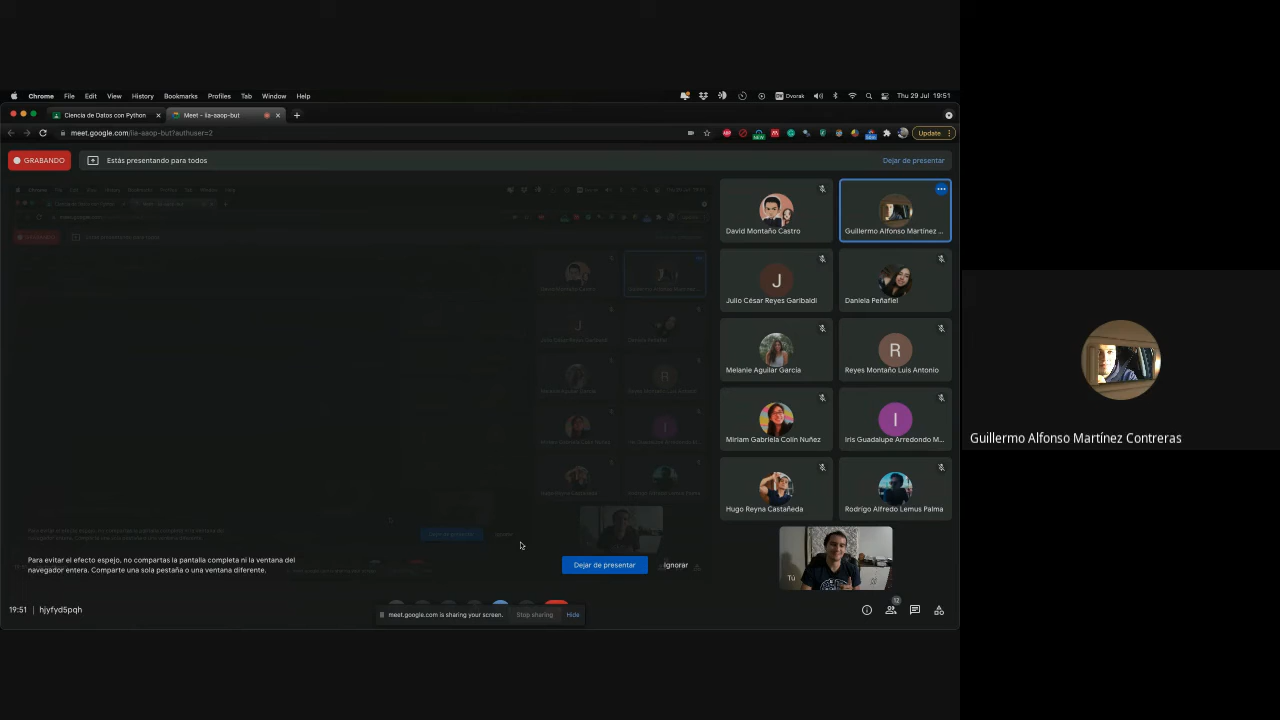 Chrome File Edit View History Bookmarks Profiles Tab Window Help
Dvorak
Thu 29 Jul 19:51
Ciencia de Datos con Python
Meet - iia-aaop-but
meet.google.com/iia-aaop-but?authuser=2
Update
GRABANDO
Estás presentando para todos
Dejar de presentar
David Montaño Castro
Guillermo Alfonso Martínez ...
Julio César Reyes Garibaldi
Daniela Peñafiel
Melanie Aguilar García
Reyes Montaño Luis Antonio
Miriam Gabriela Colin Nuñez
Iris Guadalupe Arredondo M...
Hugo Reyna Castañeda
Rodrigo Alfredo Lemus Palma
Tú
Guillermo Alfonso Martínez Contreras
Para evitar el efecto espejo, no compartas la pantalla completa ni la ventana del
navegador entera. Comparte una sola pestaña o una ventana diferente.
Dejar de presentar
Ignorar
19:51 | hjyfyd5pqh
meet.google.com is sharing your screen.
Stop sharing
Hide
12